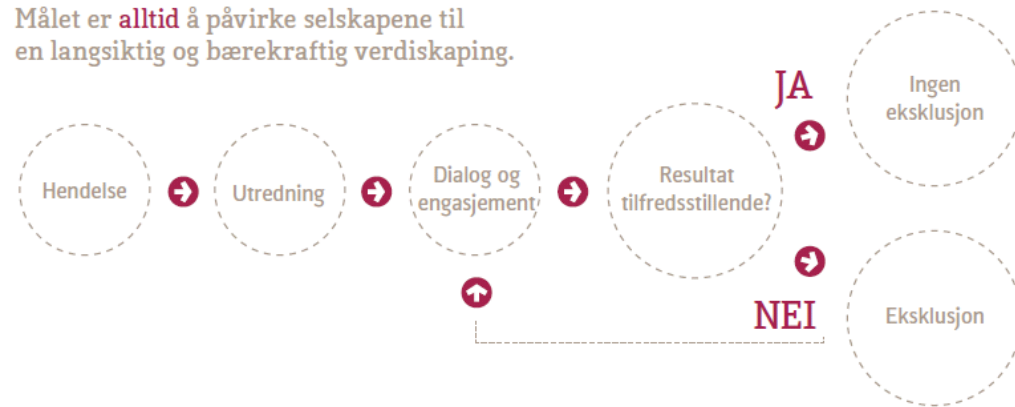 Målet er alltid å påvirke selskapene til
en langsiktig og bærekraftig verdiskaping.
Hendelse
Utredning
Dialog og
engasjement
Resultat
tilfredsstillende?
JA
Ingen
eksklusjon
NEI
Eksklusjon